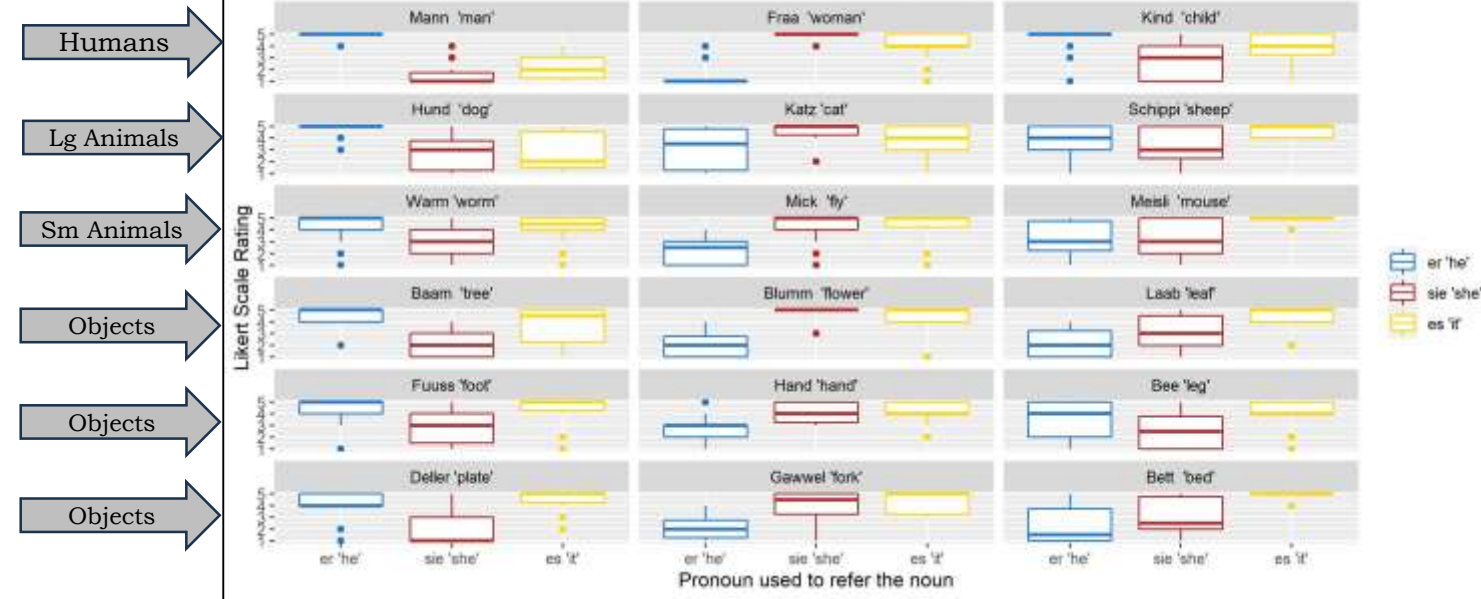 Humans
Mann 'man'
Fraa 'woman'
Kind 'child'
Lg Animals
Hund 'dog'
Katz 'cat'
Schippi 'sheep'
Sm Animals
Warm 'worm'
Mick 'fly'
Meisli 'mouse'
Objects
Baam 'tree'
Blumm 'flower'
Laab 'leaf'
Objects
Fuuss 'foot'
Hand 'hand'
Bee 'leg'
Objects
Deller 'plate'
Gawwel 'fork'
Bett 'bed'
Likert Scale Rating
er 'he'
sie 'she'
es 'it'
er 'he' sie 'she' es 'it' er 'he' sie 'she' es 'it' er 'he' sie 'she' es 'it'
Pronoun used to refer the noun